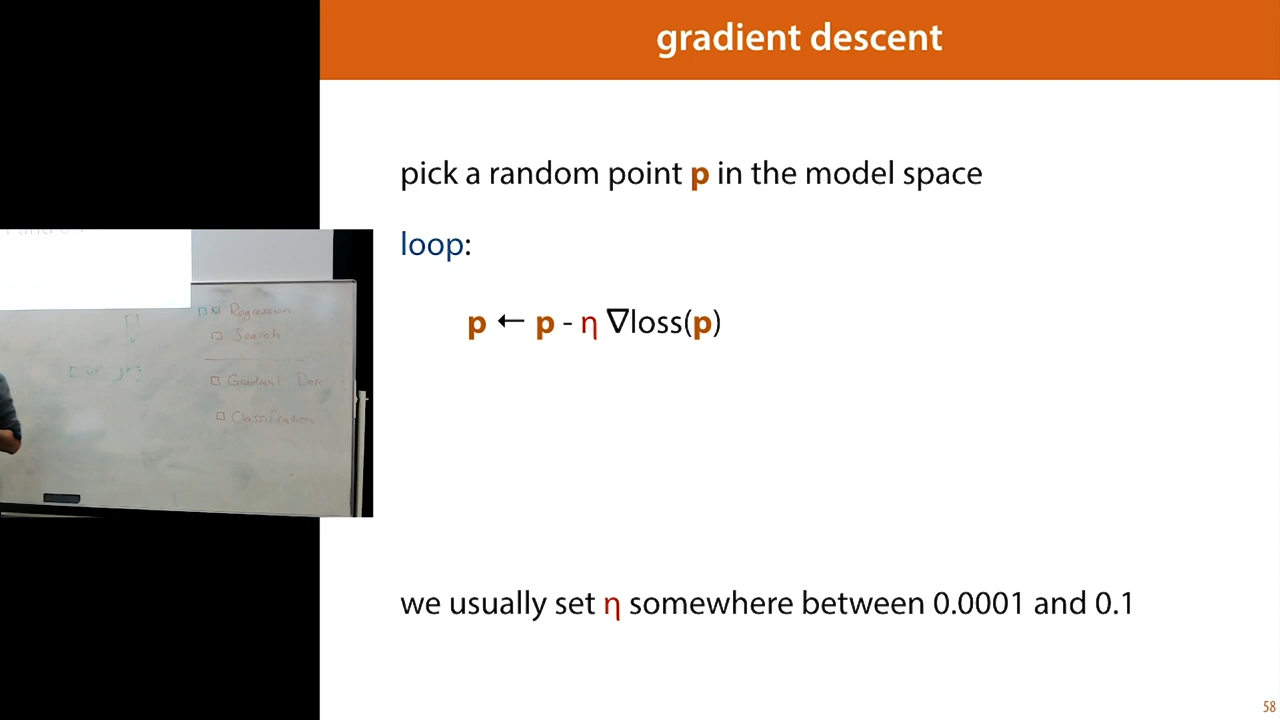 gradient descent
pick a random point p in the model space
loop:
p ← p - η ∇loss(p)
we usually set η somewhere between 0.0001 and 0.1
58
Regression
Search
Gradient
Classification